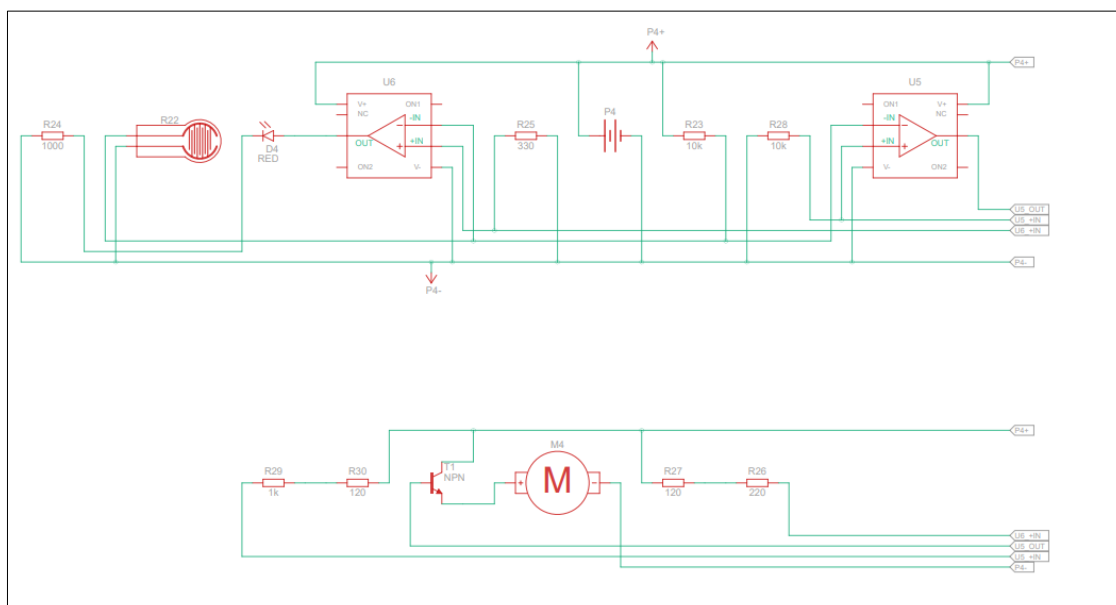 P4+
P4+
U6
U5
V+
NC
ON1
-IN
+IN
OUT
ON2
V-
ON1
NC
V+
-IN
+IN
OUT
V-
ON2
R24
1000
R22
D4
RED
R25
330
P4
R23
10k
R28
10k
U5_OUT
U5_+IN
U6_+IN
P4-
P4-
P4+
R29
1k
R30
120
T1
NPN
M4
M
+
-
R27
120
R26
220
U6_+IN
U5_OUT
U5_+IN
P4-